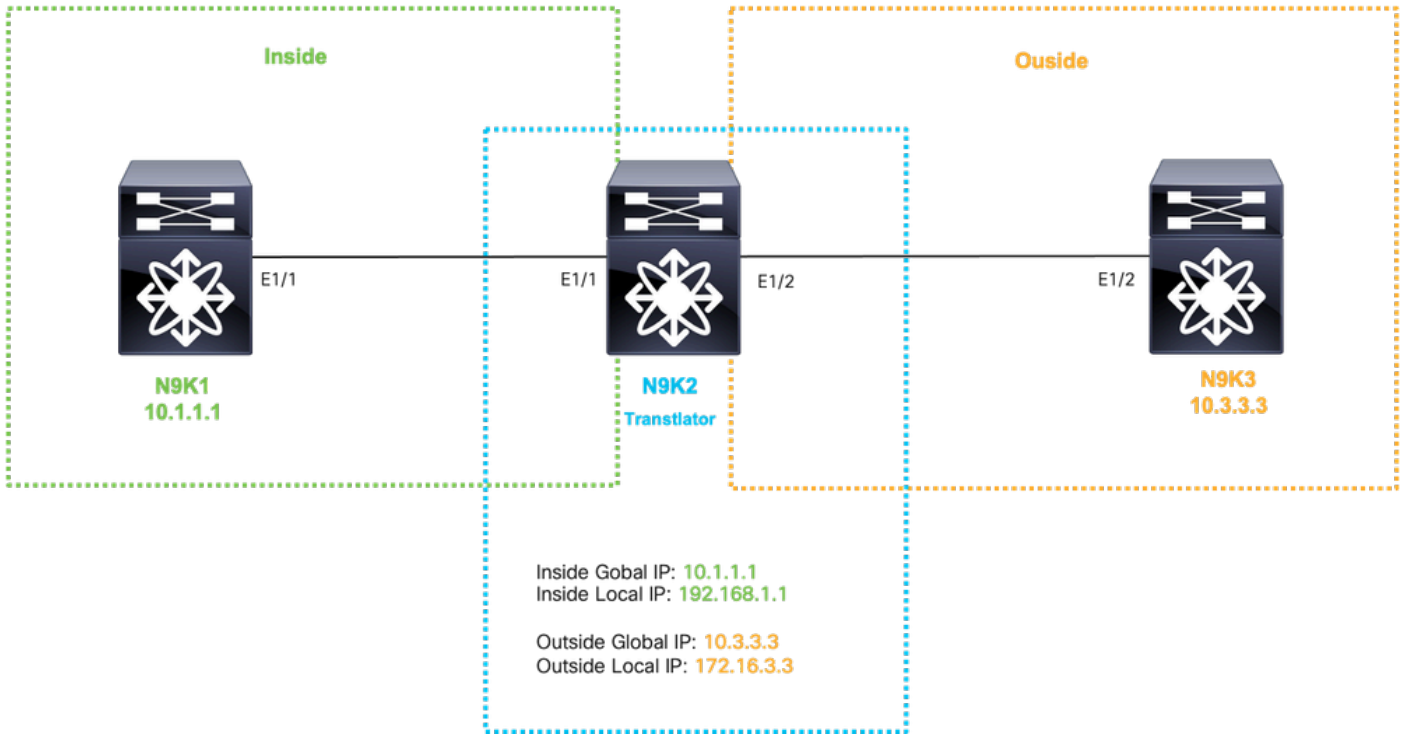 Inside
Ouside
E1/1
E1/1
E1/2
E1/2
N9K1
10.1.1.1
N9K2
Transtlator
N9K3
10.3.3.3
Inside Gobal IP: 10.1.1.1
Inside Local IP: 192.168.1.1
Outside Global IP: 10.3.3.3
Outside Local IP: 172.16.3.3